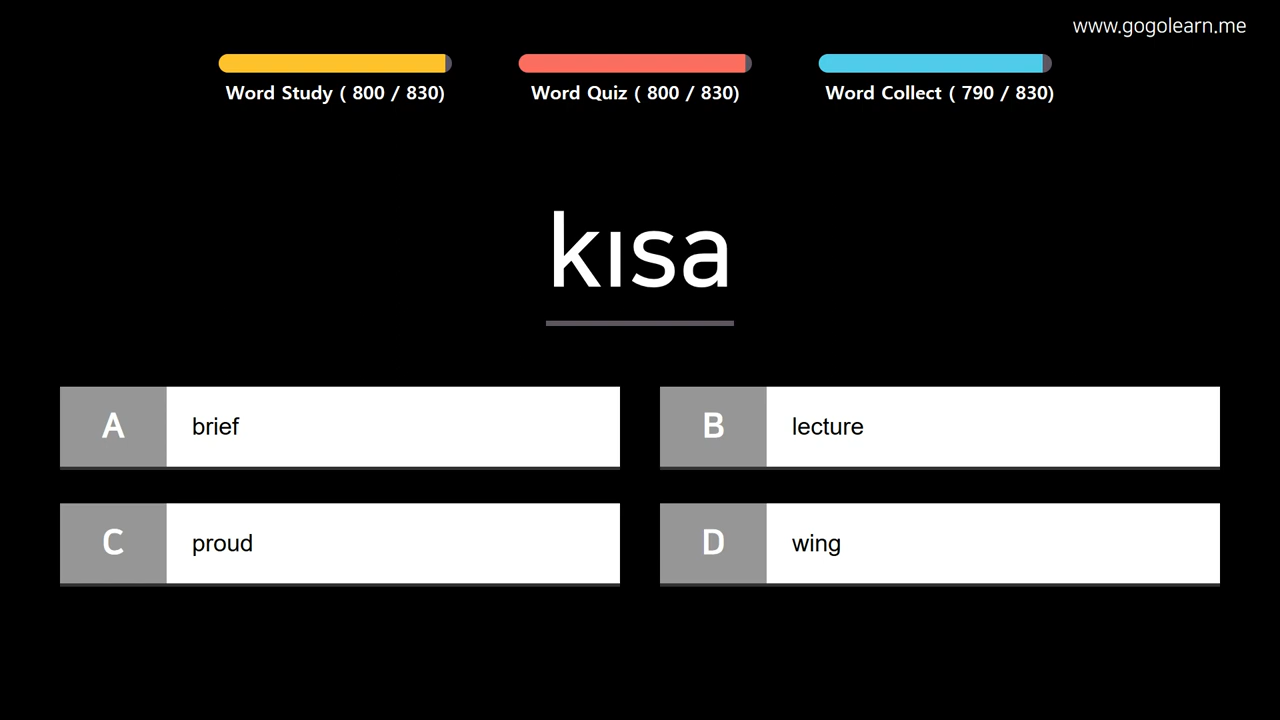 www.gogolearn.me
Word Study ( 800 / 830)
Word Quiz ( 800 / 830)
Word Collect ( 790 / 830)
kısa
A brief
B lecture
C proud
D wing